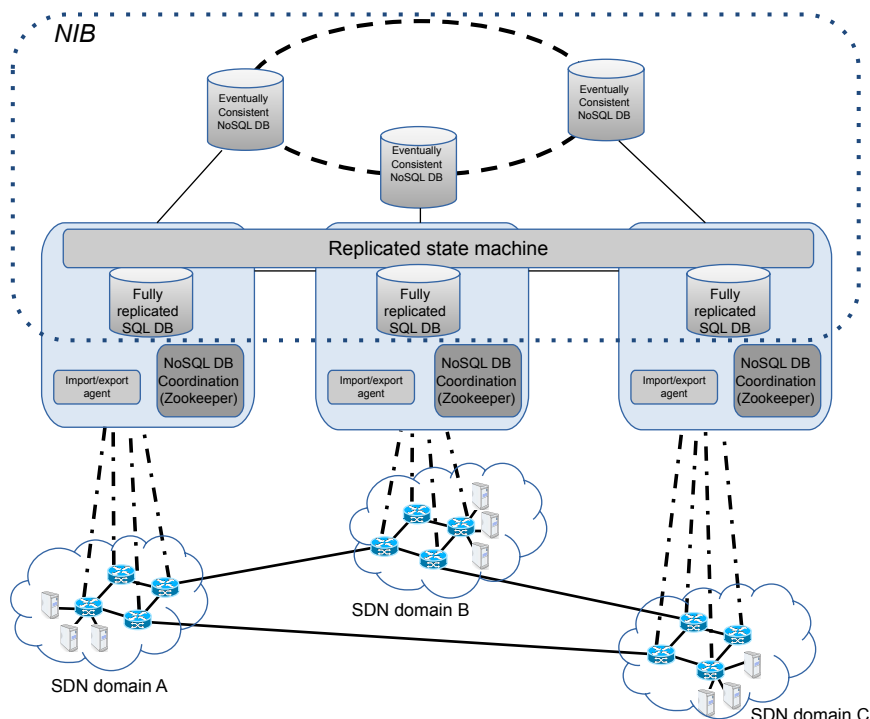 NIB
Eventually
Consistent
NoSQL DB
Eventually
Consistent
NoSQL DB
Eventually
Consistent
NoSQL DB
Replicated state machine
Fully
replicated
SQL DB
Fully
replicated
SQL DB
Fully
replicated
SQL DB
Import/export
agent
NoSQL DB
Coordination
(Zookeeper)
Import/export
agent
NoSQL DB
Coordination
(Zookeeper)
Import/export
agent
NoSQL DB
Coordination
(Zookeeper)
SDN domain B
SDN domain A
SDN domain C